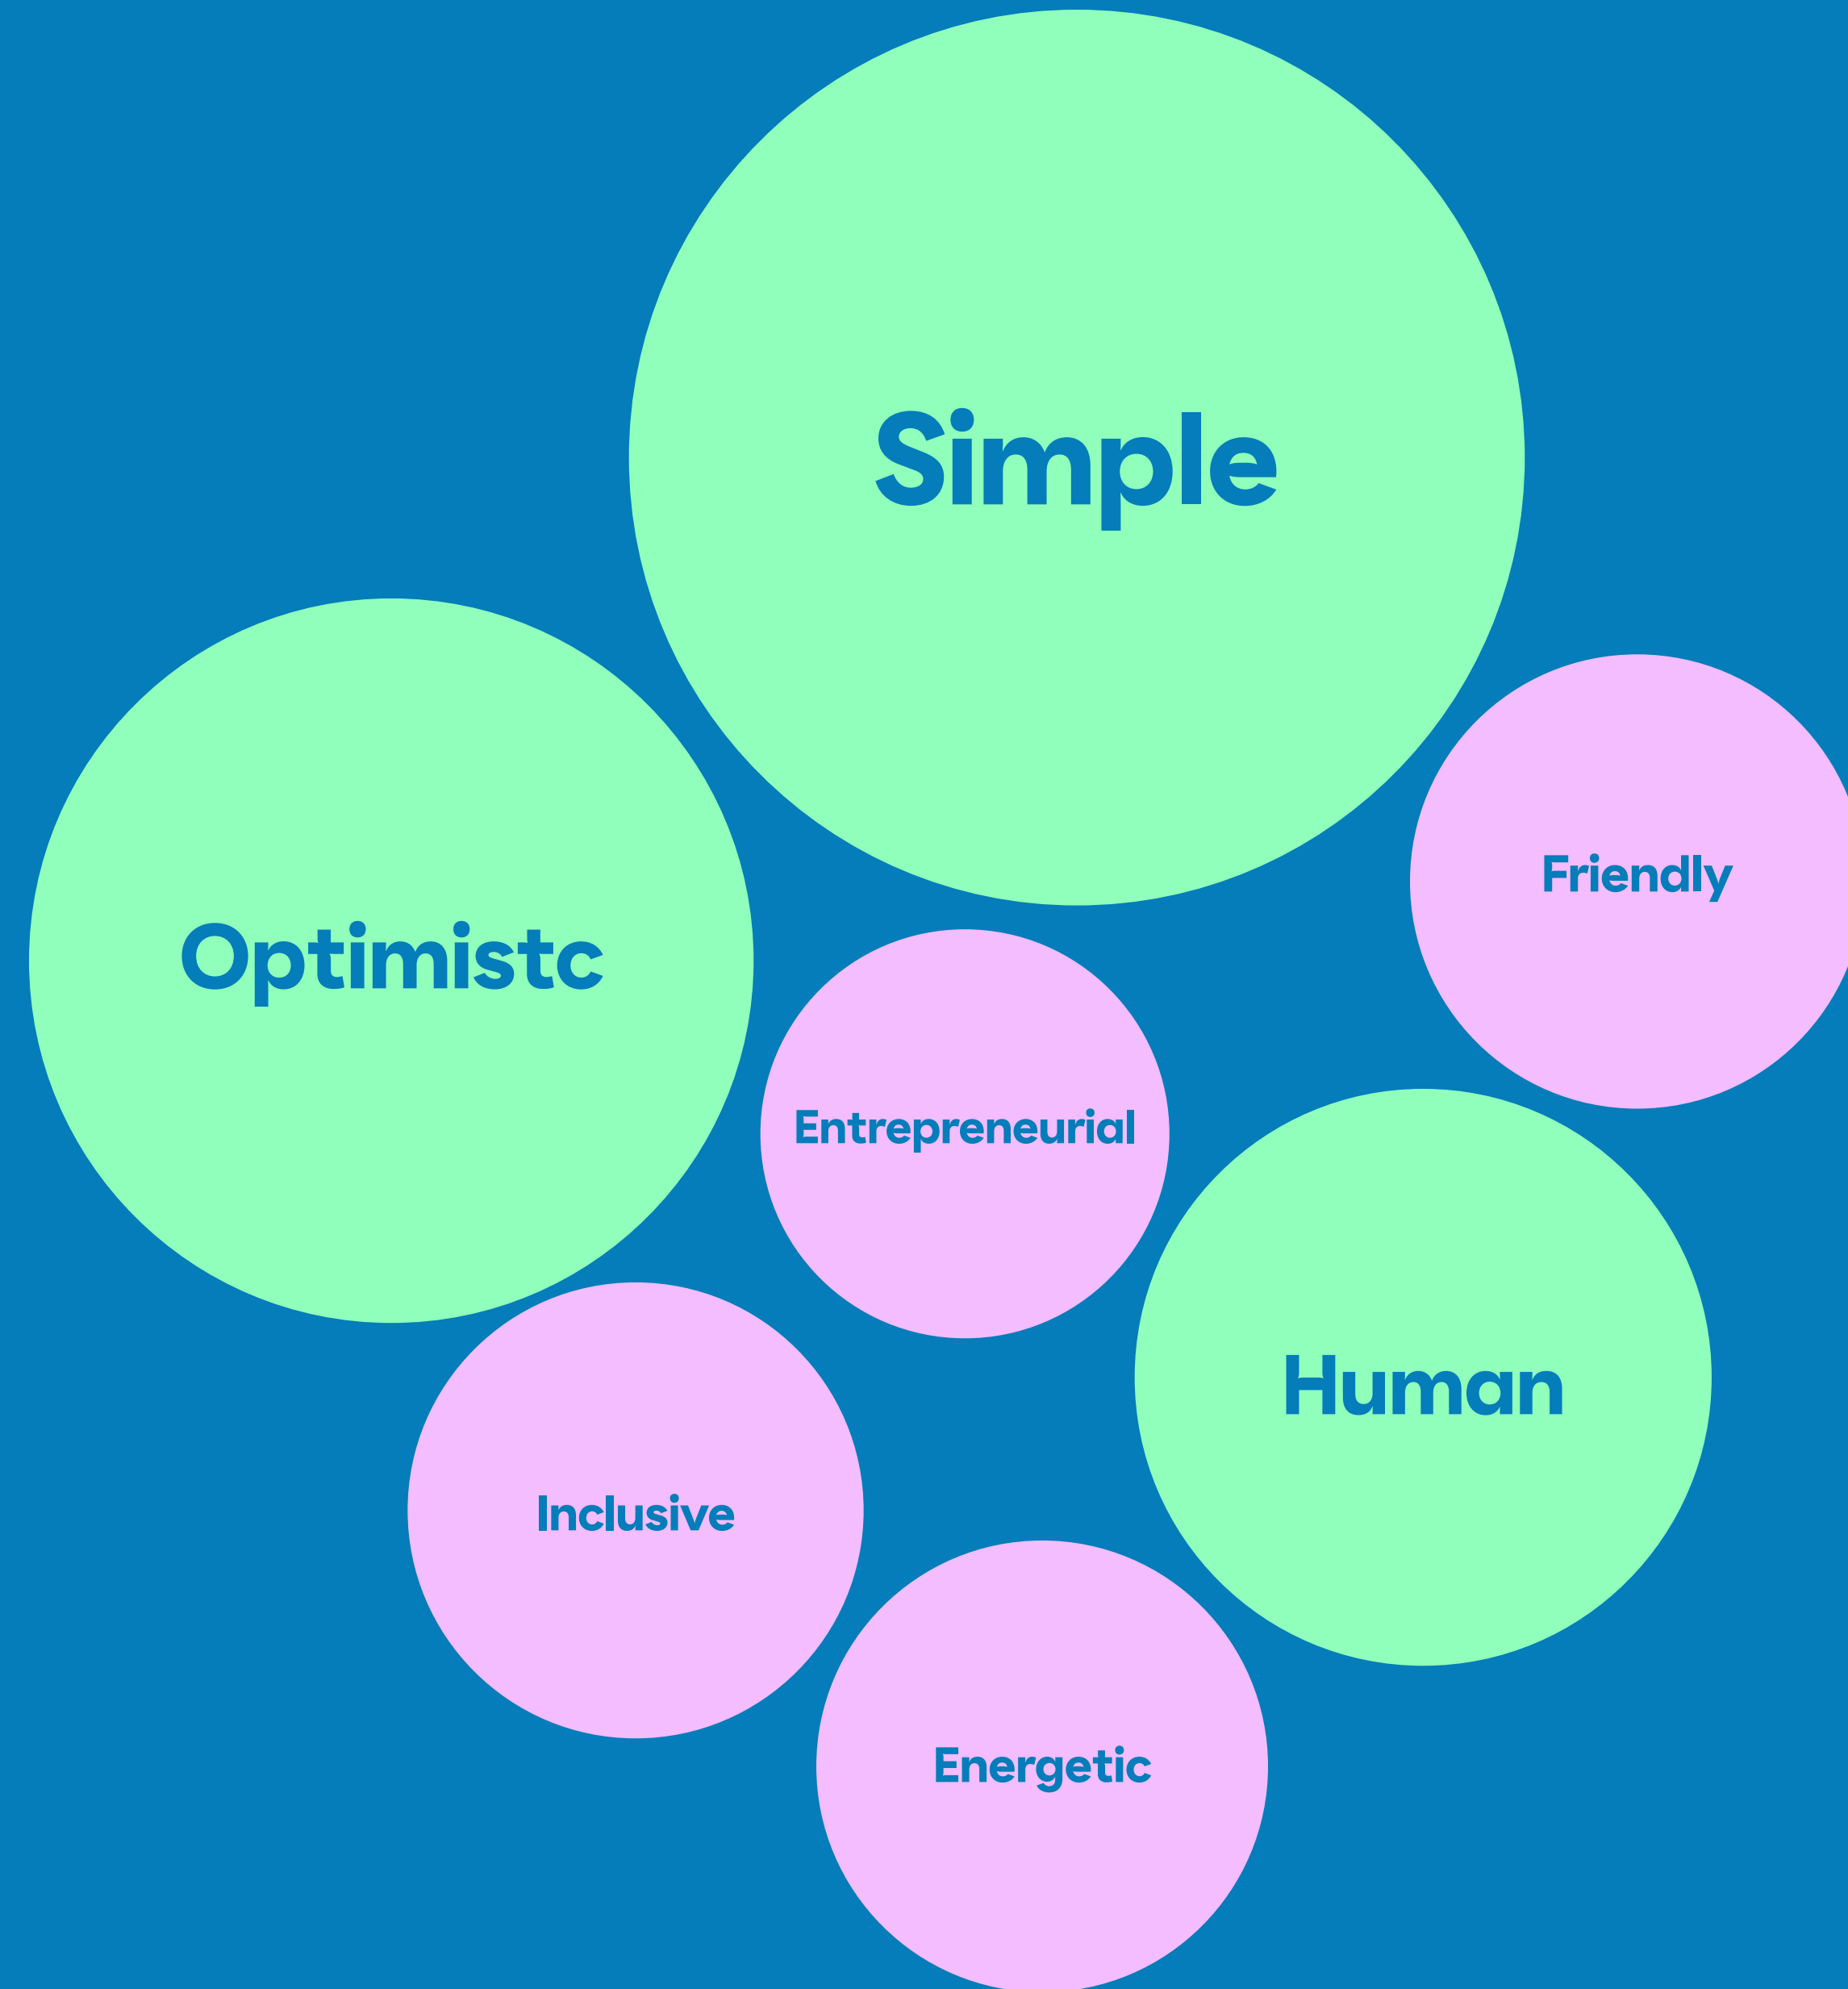 Simple
Friendly
Optimistc
Entrepreneurial
Human
Inclusive
Energetic